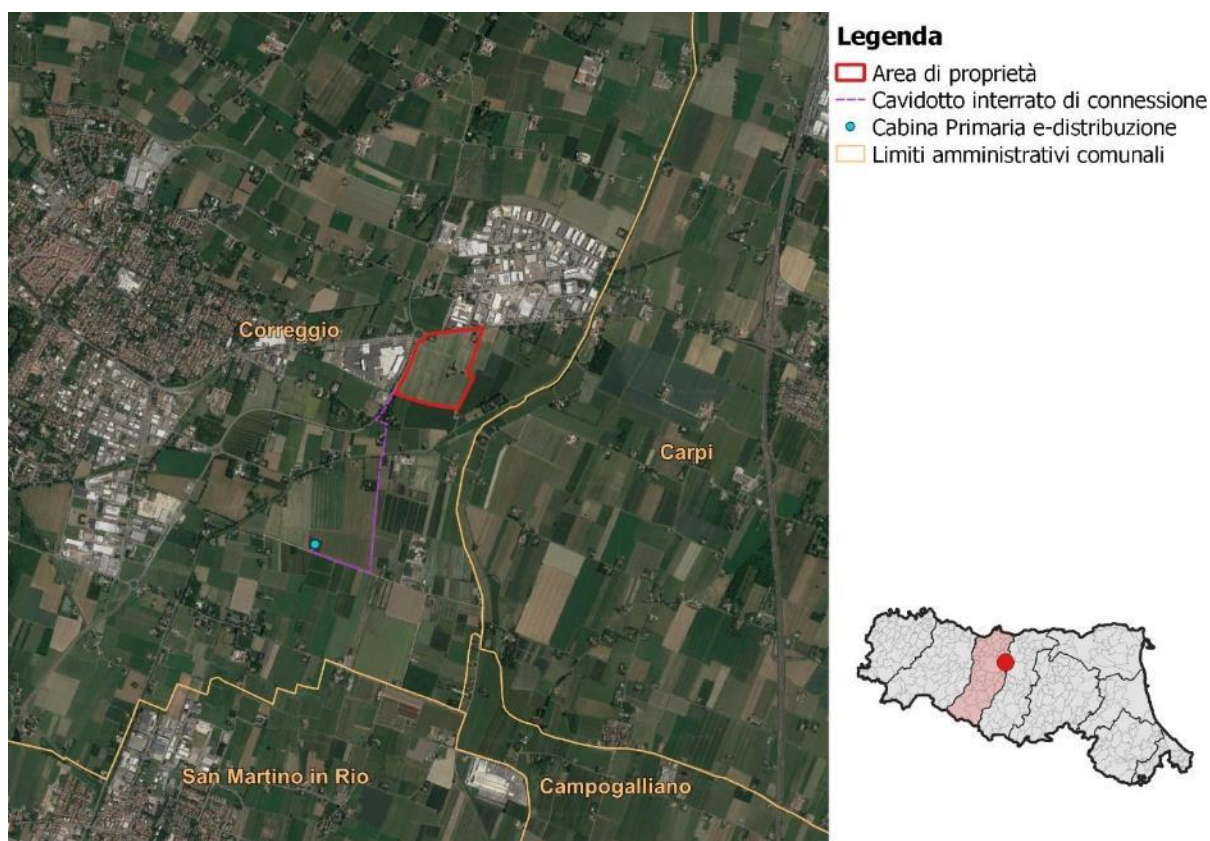 Legenda
Area di proprietà
Cavidotto interrato di connessione
Cabina Primaria e-distribuzione
Limiti amministrativi comunali
Correggio
Carpi
San Martino in Rio
Campogalliano